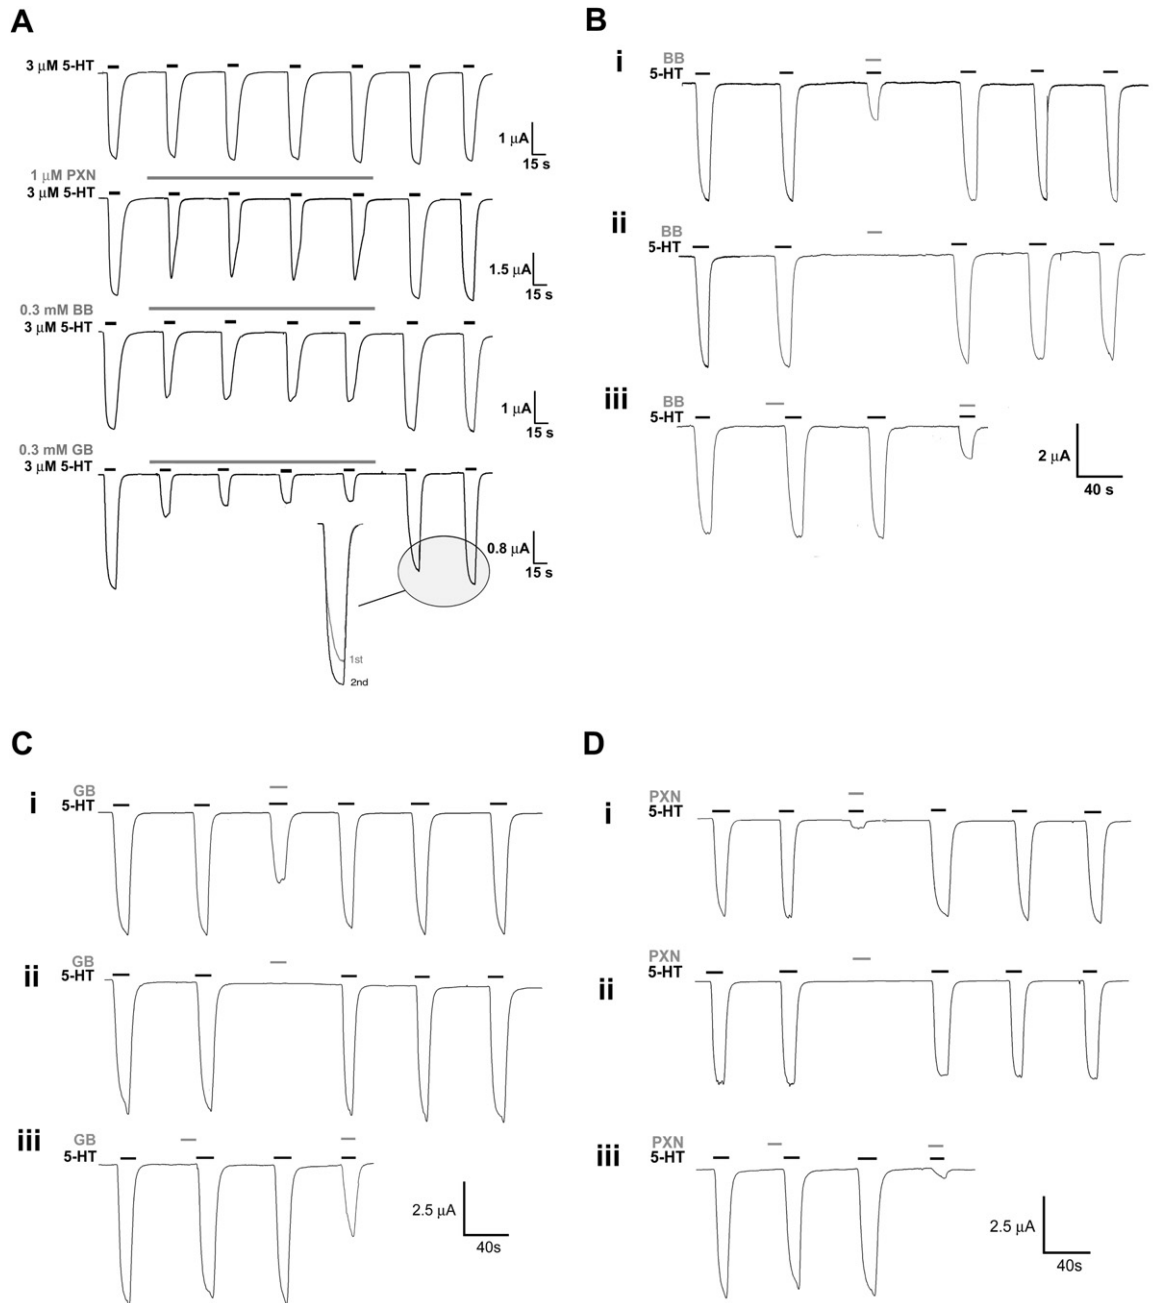 A
3 μM 5-HT
1 μA
15 s
1 μM PXN
3 μM 5-HT
1.5 μA
15 s
0.3 mM BB
3 μM 5-HT
1 μA
15 s
0.3 mM GB
3 μM 5-HT
0.8 μA
15 s
1st
2nd
B
i
BB
5-HT
ii
BB
5-HT
iii
BB
5-HT
2 μA
40 s
C
i
GB
5-HT
ii
GB
5-HT
iii
GB
5-HT
2.5 μA
40s
D
i
PXN
5-HT
ii
PXN
5-HT
iii
PXN
5-HT
2.5 μA
40s